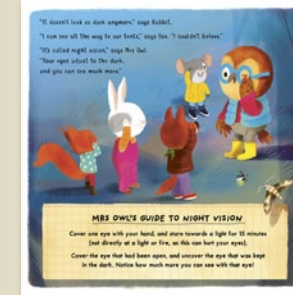 "It doesn't look so dark anymore," says Rabbit.
"I can see all the way to our tents," says Fox. "I couldn't before."
"It's called night vision," says Mrs Owl.
"Your eyes adjust to the dark,
and you can see much more."
MRS OWL'S GUIDE TO NIGHT VISION
Cover one eye with your hand, and stare towards a light for 15 minutes
(not directly at a light or fire, as this can hurt your eyes).
Cover the eye that had been open, and uncover the eye that was kept
in the dark. Notice how much more you can see with that eye!